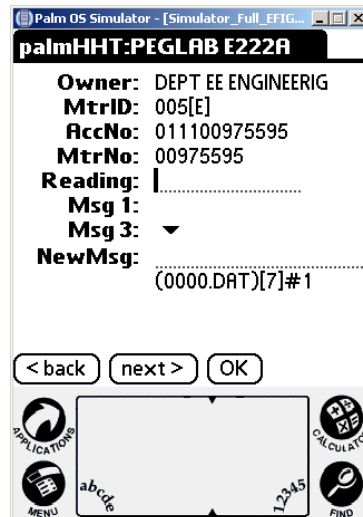 Palm OS Simulator - [Simulator_Full_EFIG...
palmHHT:PEGLAB E222A
Owner: DEPT EE ENGINEERIG
MtrID: 005[E]
AccNo: 011100975595
MtrNo: 00975595
Reading:
Msg 1:
Msg 3:
NewMsg:
(0000.DAT)[7]#1
< back next > OK
APPLICATIONS CALCULATOR
MENU abcde 12345 FIND